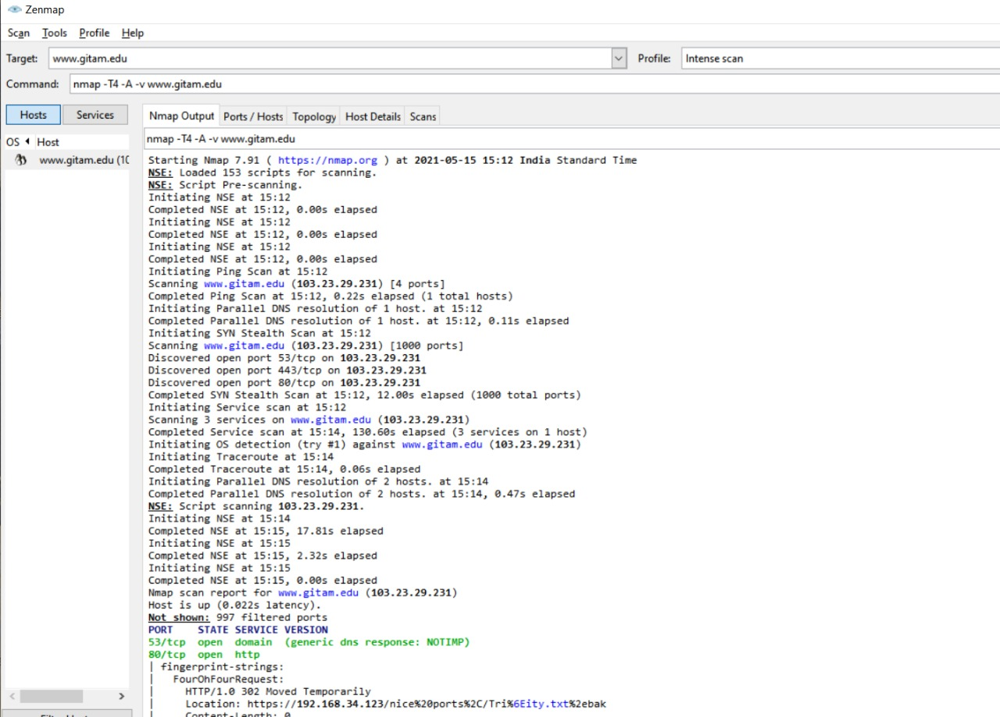 Zenmap
Scan Tools Profile Help
Target: www.gitam.edu Profile: Intense scan
Command: nmap -T4 -A -v www.gitam.edu
Hosts Services
Nmap Output Ports / Hosts Topology Host Details Scans
OS Host
www.gitam.edu (10
nmap -T4 -A -v www.gitam.edu
Starting Nmap 7.91 ( https://nmap.org ) at 2021-05-15 15:12 India Standard Time
NSE: Loaded 153 scripts for scanning.
NSE: Script Pre-scanning.
Initiating NSE at 15:12
Completed NSE at 15:12, 0.00s elapsed
Initiating NSE at 15:12
Completed NSE at 15:12, 0.00s elapsed
Initiating NSE at 15:12
Completed NSE at 15:12, 0.00s elapsed
Initiating Ping Scan at 15:12
Scanning www.gitam.edu (103.23.29.231) [4 ports]
Completed Ping Scan at 15:12, 0.22s elapsed (1 total hosts)
Initiating Parallel DNS resolution of 1 host. at 15:12
Completed Parallel DNS resolution of 1 host. at 15:12, 0.11s elapsed
Initiating SYN Stealth Scan at 15:12
Scanning www.gitam.edu (103.23.29.231) [1000 ports]
Discovered open port 53/tcp on 103.23.29.231
Discovered open port 443/tcp on 103.23.29.231
Discovered open port 80/tcp on 103.23.29.231
Completed SYN Stealth Scan at 15:12, 12.00s elapsed (1000 total ports)
Initiating Service scan at 15:12
Scanning 3 services on www.gitam.edu (103.23.29.231)
Completed Service scan at 15:14, 130.60s elapsed (3 services on 1 host)
Initiating OS detection (try #1) against www.gitam.edu (103.23.29.231)
Initiating Traceroute at 15:14
Completed Traceroute at 15:14, 0.06s elapsed
Initiating Parallel DNS resolution of 2 hosts. at 15:14
Completed Parallel DNS resolution of 2 hosts. at 15:14, 0.47s elapsed
NSE: Script scanning 103.23.29.231.
Initiating NSE at 15:14
Completed NSE at 15:15, 17.81s elapsed
Initiating NSE at 15:15
Completed NSE at 15:15, 2.32s elapsed
Initiating NSE at 15:15
Completed NSE at 15:15, 0.00s elapsed
Nmap scan report for www.gitam.edu (103.23.29.231)
Host is up (0.022s latency).
Not shown: 997 filtered ports
PORT STATE SERVICE VERSION
53/tcp open domain (generic dns response: NOTIMP)
80/tcp open http
| fingerprint-strings:
| FourOhFourRequest:
| HTTP/1.0 302 Moved Temporarily
| Location: https://192.168.34.123/nice%20ports%2C/Tri%6Eity.txt%2ebak
| Content-Length: 0